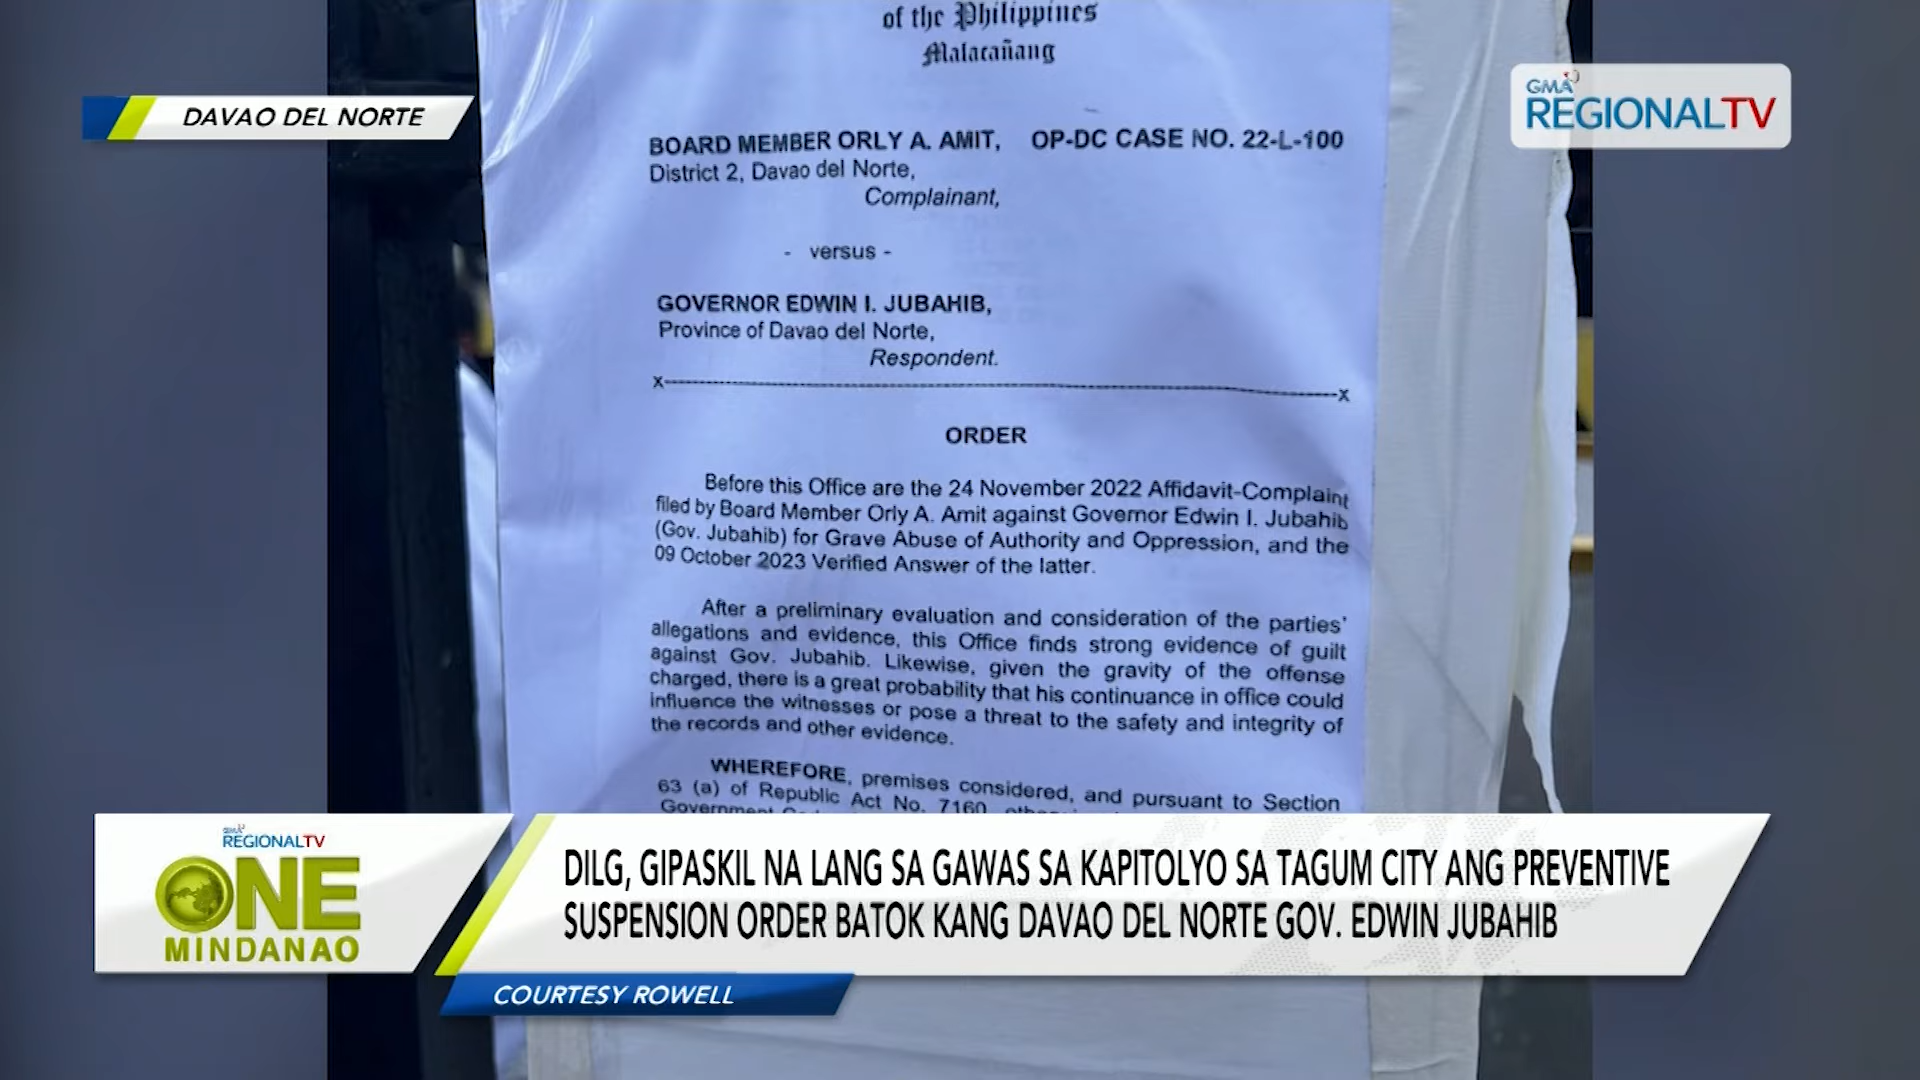 of the Philippines
Malacañang
DAVAO DEL NORTE
GMA
REGIONALTV
BOARD MEMBER ORLY A. AMIT, OP-DC CASE NO. 22-L-100
District 2, Davao del Norte,
Complainant,
- versus -
GOVERNOR EDWIN I. JUBAHIB,
Province of Davao del Norte,
Respondent.
x------------------------------------------------------------x
ORDER
Before this Office are the 24 November 2022 Affidavit-Complaint
filed by Board Member Orly A. Amit against Governor Edwin I. Jubahib
(Gov. Jubahib) for Grave Abuse of Authority and Oppression, and the
09 October 2023 Verified Answer of the latter.
After a preliminary evaluation and consideration of the parties'
allegations and evidence, this Office finds strong evidence of guilt
against Gov. Jubahib. Likewise, given the gravity of the offense
charged, there is a great probability that his continuance in office could
influence the witnesses or pose a threat to the safety and integrity of
the records and other evidence.
WHEREFORE, premises considered, and pursuant to Section
63 (a) of Republic Act No. 7160,
GMA
REGIONALTV
ONE
MINDANAO
DILG, GIPASKIL NA LANG SA GAWAS SA KAPITOLYO SA TAGUM CITY ANG PREVENTIVE
SUSPENSION ORDER BATOK KANG DAVAO DEL NORTE GOV. EDWIN JUBAHIB
COURTESY ROWELL